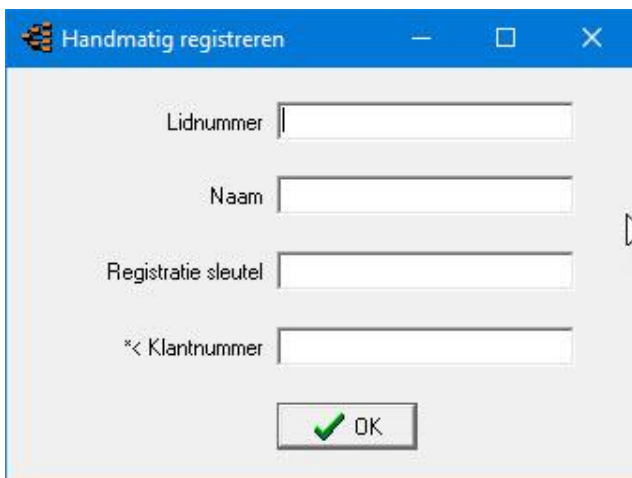 Handmatig registreren
Lidnummer
Naam
Registratie sleutel
*< Klantnummer
OK